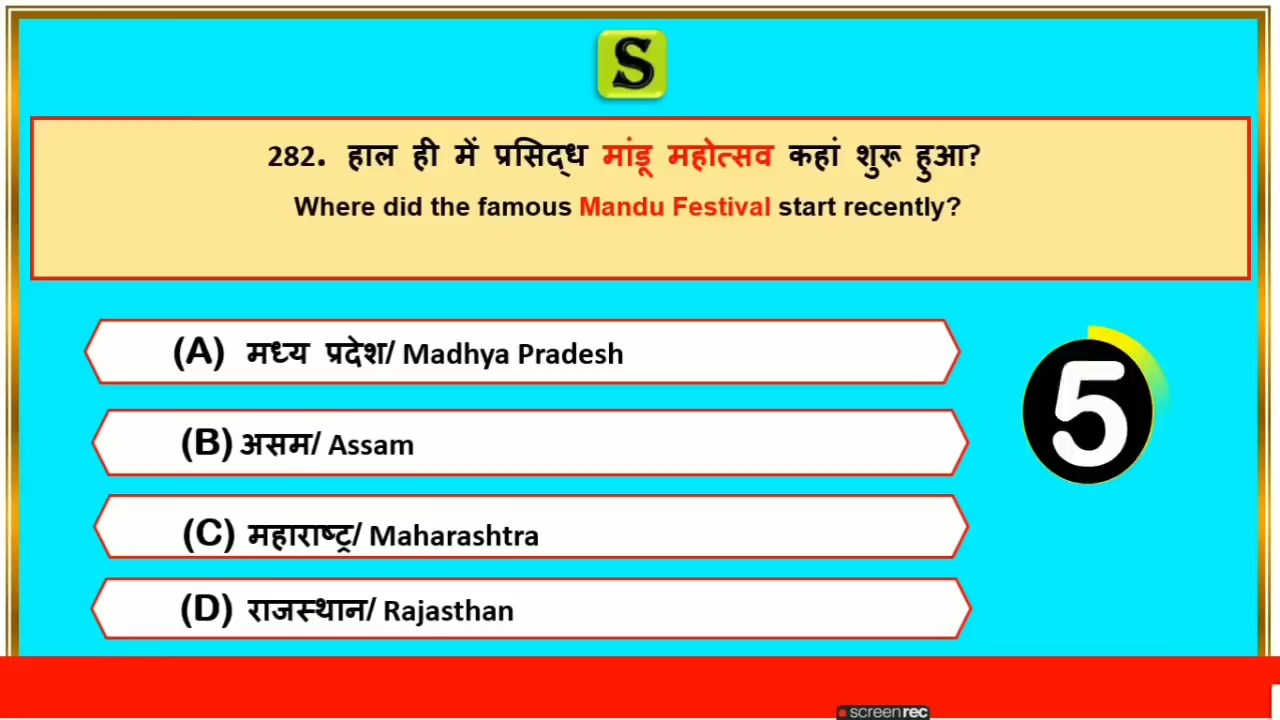 S
282. हाल ही में प्रसिद्ध मांडू महोत्सव कहां शुरू हुआ?
Where did the famous Mandu Festival start recently?
(A) मध्य प्रदेश/ Madhya Pradesh
5
(B) असम/ Assam
(C) महाराष्ट्र/ Maharashtra
(D) राजस्थान/ Rajasthan
screenrec